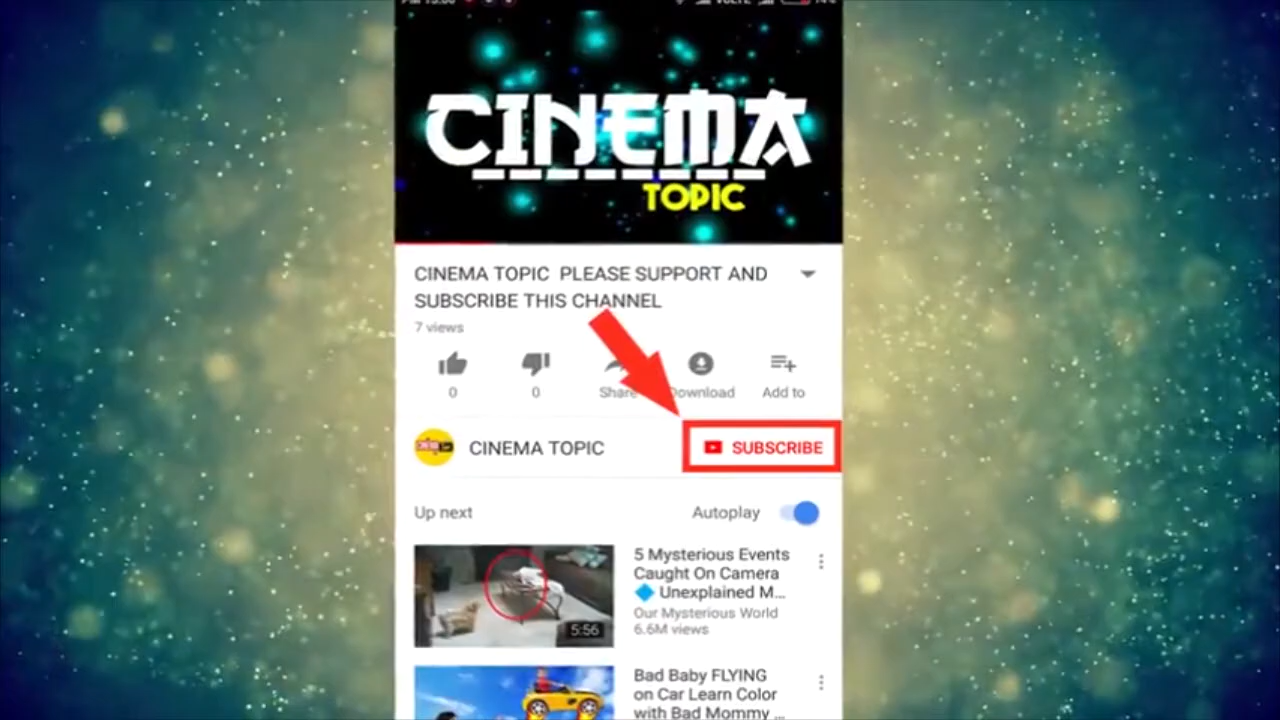 CINEMA
TOPIC
CINEMA TOPIC PLEASE SUPPORT AND
SUBSCRIBE THIS CHANNEL
7 views
0
0
Share
Download
Add to
CINEMA TOPIC
SUBSCRIBE
Up next
Autoplay
5 Mysterious Events
Caught On Camera
🔷 Unexplained M...
Our Mysterious World
6.6M views
5:56
Bad Baby FLYING
on Car Learn Color
with Bad Mommy ...